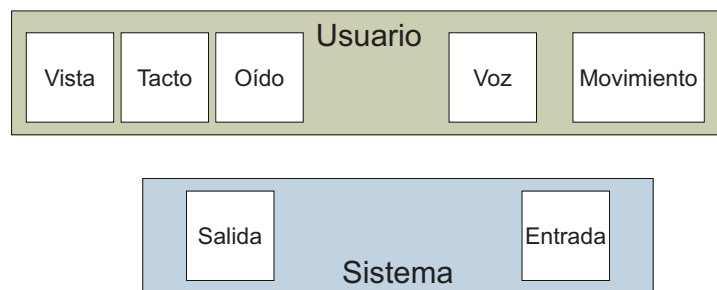 Usuario
Vista
Tacto
Oído
Voz
Movimiento
Salida
Entrada
Sistema